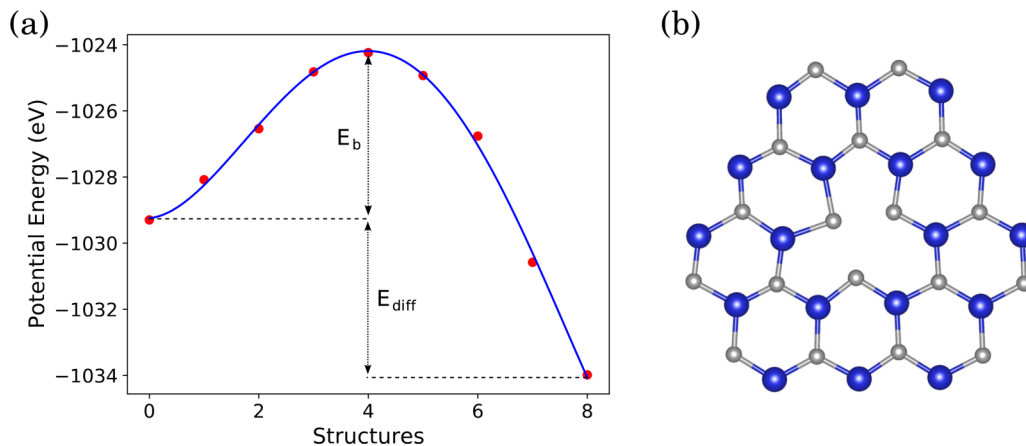 (a)
(b)
Potential Energy (eV)
−1024
−1026
−1028
−1030
−1032
−1034
E_b
E_diff
0
2
4
6
8
Structures